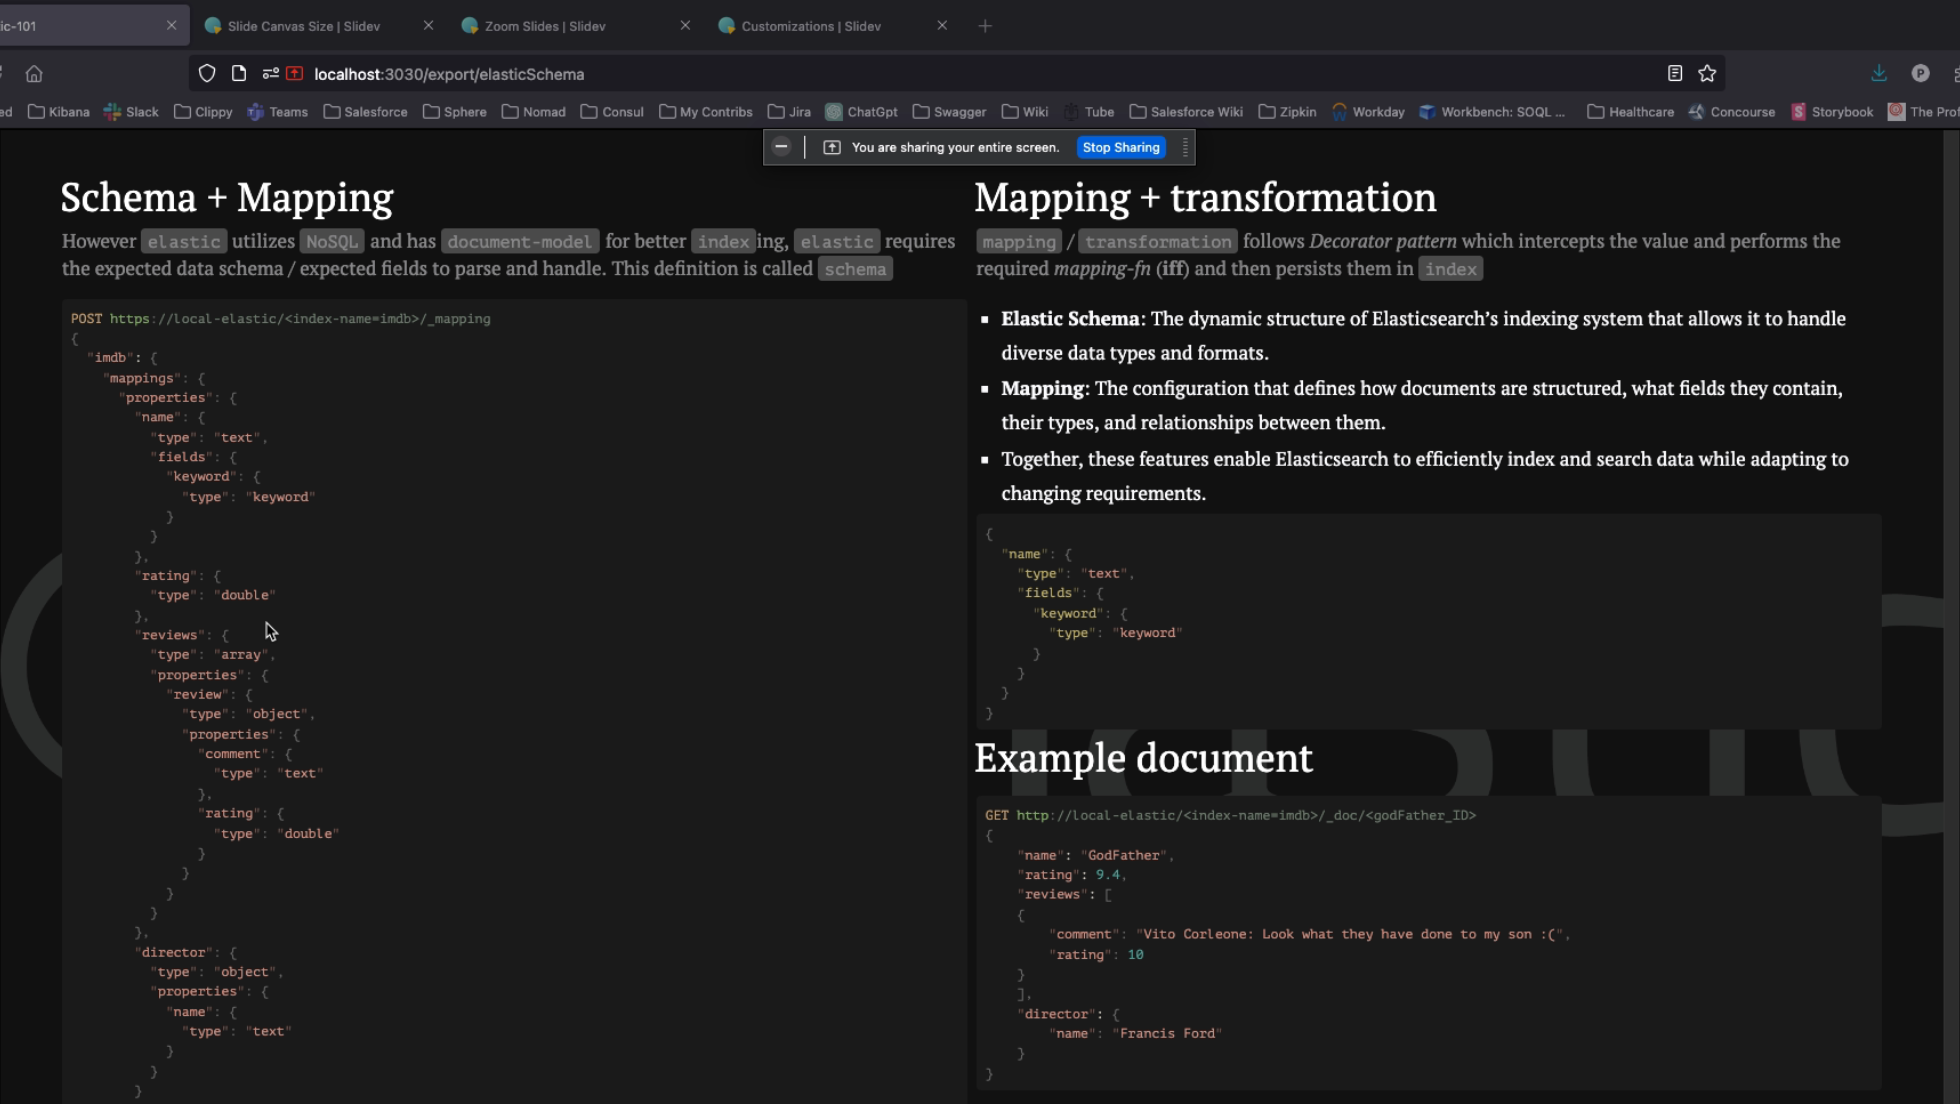 ic-101
Slide Canvas Size | Slidev
Zoom Slides | Slidev
Customizations | Slidev
localhost:3030/export/elasticSchema
P
ed
Kibana
Slack
Clippy
Teams
Salesforce
Sphere
Nomad
Consul
My Contribs
Jira
ChatGpt
Swagger
Wiki
Tube
Salesforce Wiki
Zipkin
Workday
Workbench: SOQL ...
Healthcare
Concourse
Storybook
The Prof
You are sharing your entire screen.
Stop Sharing
Schema + Mapping
However elastic utilizes NoSQL and has document-model for better indexing, elastic requires
the expected data schema / expected fields to parse and handle. This definition is called schema
POST https://local-elastic/<index-name=imdb>/_mapping
{
"imdb": {
"mappings": {
"properties": {
"name": {
"type": "text",
"fields": {
"keyword": {
"type": "keyword"
}
}
},
"rating": {
"type": "double"
},
"reviews": {
"type": "array",
"properties": {
"review": {
"type": "object",
"properties": {
"comment": {
"type": "text"
},
"rating": {
"type": "double"
}
}
}
}
},
"director": {
"type": "object",
"properties": {
"name": {
"type": "text"
}
}
}
Mapping + transformation
mapping / transformation follows Decorator pattern which intercepts the value and performs the
required mapping-fn (iff) and then persists them in index
▪ Elastic Schema: The dynamic structure of Elasticsearch’s indexing system that allows it to handle
diverse data types and formats.
▪ Mapping: The configuration that defines how documents are structured, what fields they contain,
their types, and relationships between them.
▪ Together, these features enable Elasticsearch to efficiently index and search data while adapting to
changing requirements.
{
"name": {
"type": "text",
"fields": {
"keyword": {
"type": "keyword"
}
}
}
}
Example document
GET http://local-elastic/<index-name=imdb>/_doc/<godFather_ID>
{
"name": "GodFather",
"rating": 9.4,
"reviews": [
{
"comment": "Vito Corleone: Look what they have done to my son :(",
"rating": 10
}
],
"director": {
"name": "Francis Ford"
}
}